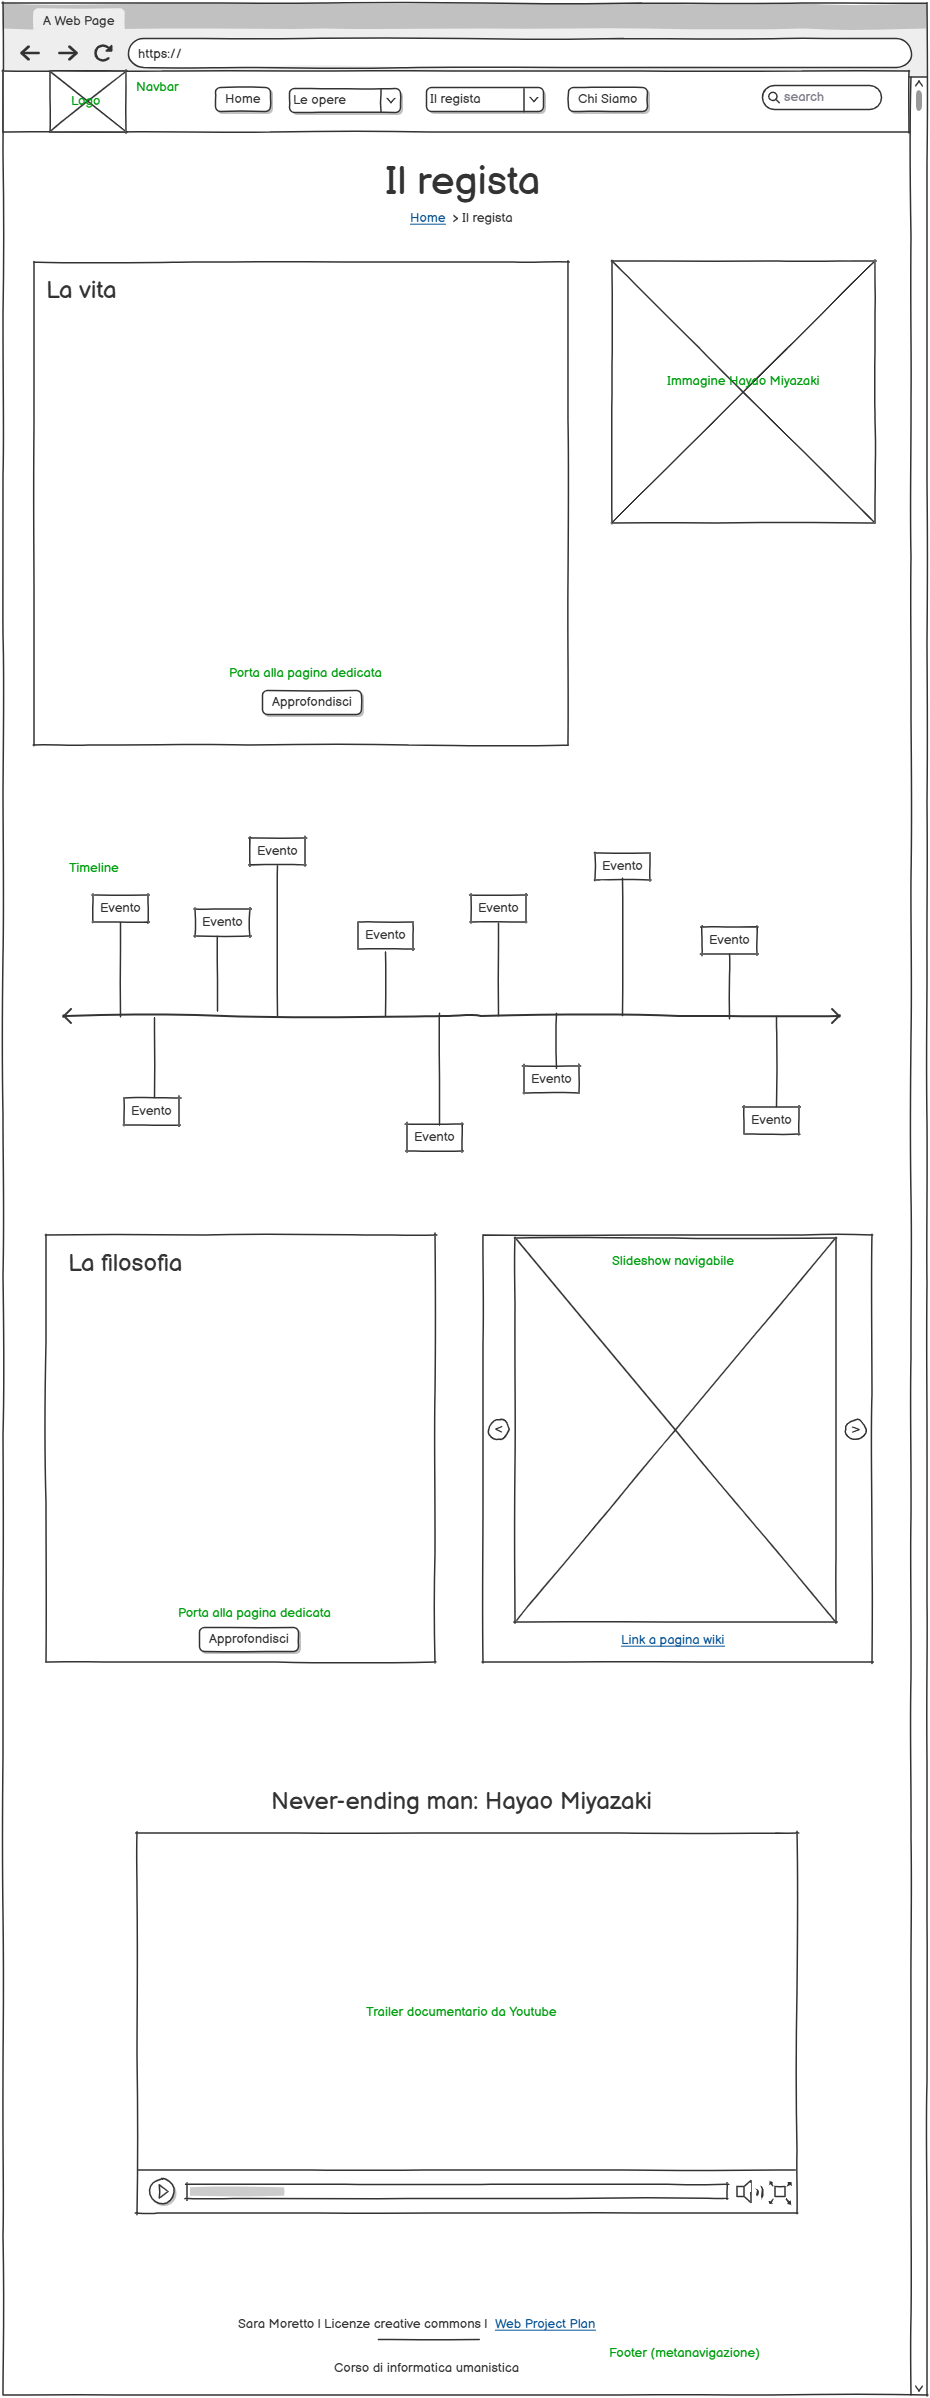 A Web Page
https://
Logo
Navbar
Home
Le opere
Il regista
Chi Siamo
search
Il regista
Home > Il regista
La vita
Immagine Hayao Miyazaki
Porta alla pagina dedicata
Approfondisci
Timeline
Evento
Evento
Evento
Evento
Evento
Evento
Evento
Evento
Evento
Evento
Evento
La filosofia
Porta alla pagina dedicata
Approfondisci
Slideshow navigabile
<
>
Link a pagina wiki
Never-ending man: Hayao Miyazaki
Trailer documentario da Youtube
Sara Moretto | Licenze creative commons | Web Project Plan
Footer (metanavigazione)
Corso di informatica umanistica